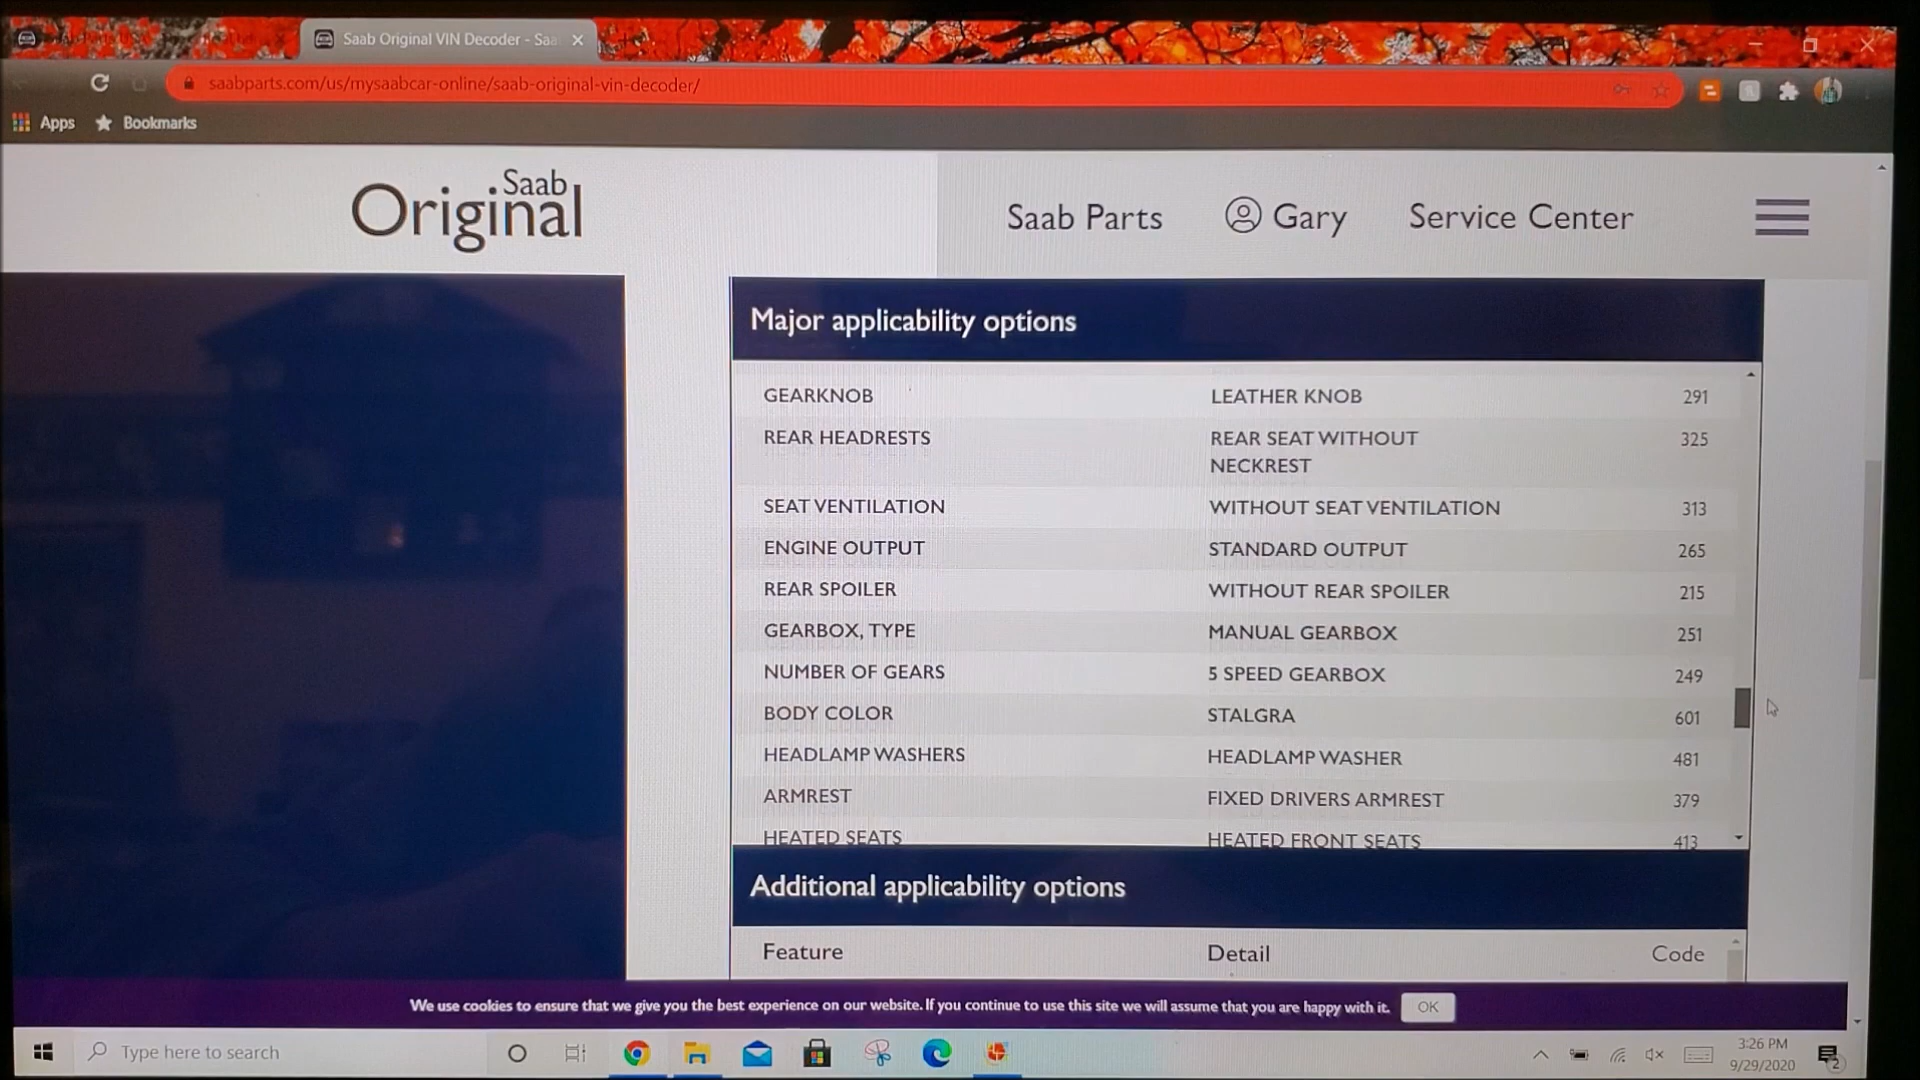 Saab Original VIN Decoder - Saa
saabparts.com/us/mysaabcar-online/saab-original-vin-decoder/
Apps
Bookmarks
Saab
Original
Saab Parts
Gary
Service Center
Major applicability options
GEARKNOB LEATHER KNOB 291
REAR HEADRESTS REAR SEAT WITHOUT 325
NECKREST
SEAT VENTILATION WITHOUT SEAT VENTILATION 313
ENGINE OUTPUT STANDARD OUTPUT 265
REAR SPOILER WITHOUT REAR SPOILER 215
GEARBOX, TYPE MANUAL GEARBOX 251
NUMBER OF GEARS 5 SPEED GEARBOX 249
BODY COLOR STALGRA 601
HEADLAMP WASHERS HEADLAMP WASHER 481
ARMREST FIXED DRIVERS ARMREST 379
HEATED SEATS HEATED FRONT SEATS 413
Additional applicability options
Feature Detail Code
We use cookies to ensure that we give you the best experience on our website. If you continue to use this site we will assume that you are happy with it. OK
Type here to search
3:26 PM
9/29/2020
2